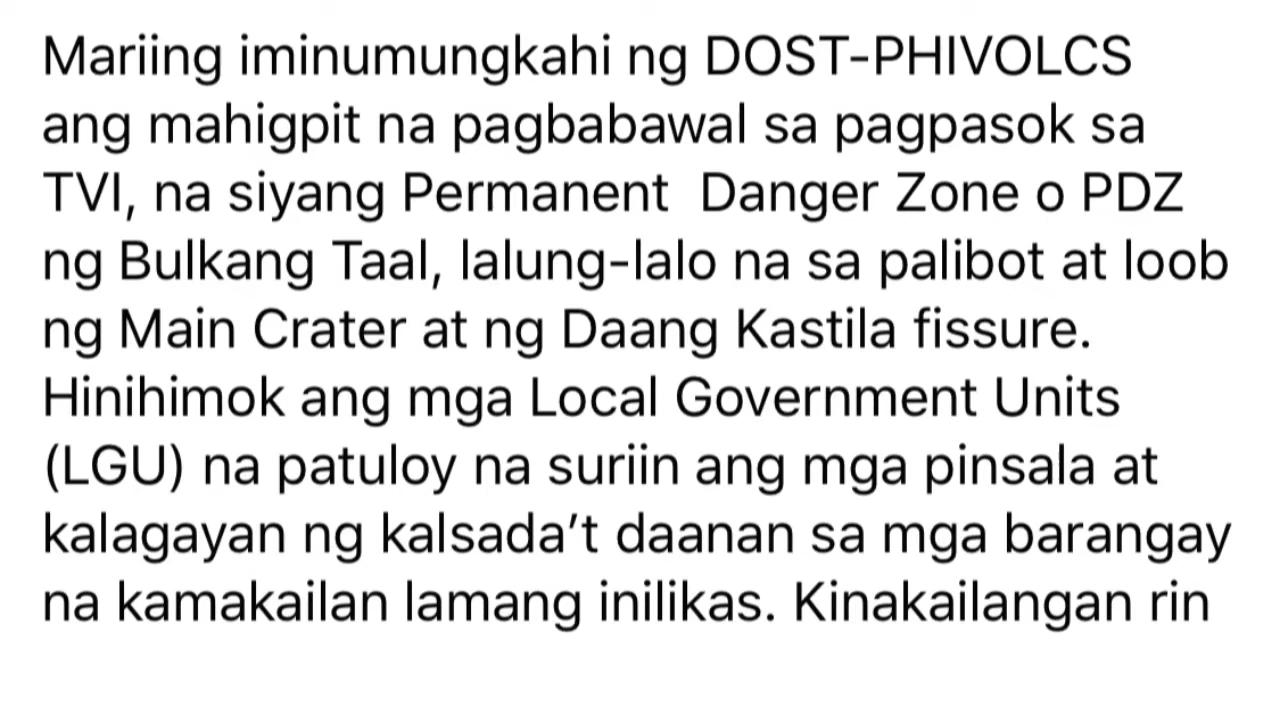 Mariing iminumungkahi ng DOST-PHIVOLCS
ang mahigpit na pagbabawal sa pagpasok sa
TVI, na siyang Permanent  Danger Zone o PDZ
ng Bulkang Taal, lalung-lalo na sa palibot at loob
ng Main Crater at ng Daang Kastila fissure.
Hinihimok ang mga Local Government Units
(LGU) na patuloy na suriin ang mga pinsala at
kalagayan ng kalsada’t daanan sa mga barangay
na kamakailan lamang inilikas. Kinakailangan rin